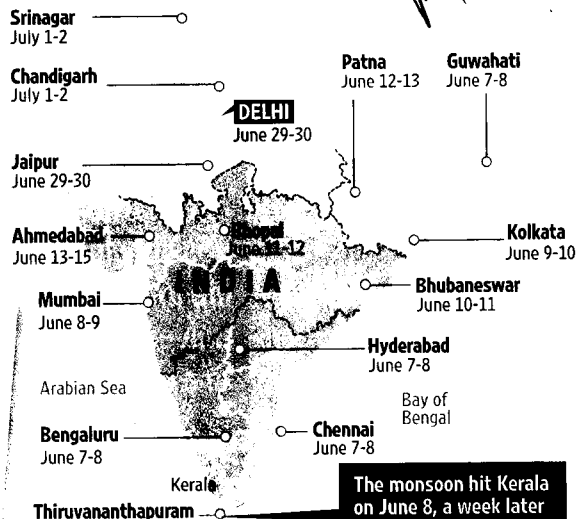 Srinagar
July 1-2
Chandigarh
July 1-2
DELHI
June 29-30
Patna
June 12-13
Guwahati
June 7-8
Jaipur
June 29-30
Ahmedabad
June 13-15
Bhopal
June 11-12
Kolkata
June 9-10
INDIA
Mumbai
June 8-9
Bhubaneswar
June 10-11
Hyderabad
June 7-8
Arabian Sea
Bay of
Bengal
Bengaluru
June 7-8
Chennai
June 7-8
Kerala
The monsoon hit Kerala
on June 8, a week later
Thiruvananthapuram